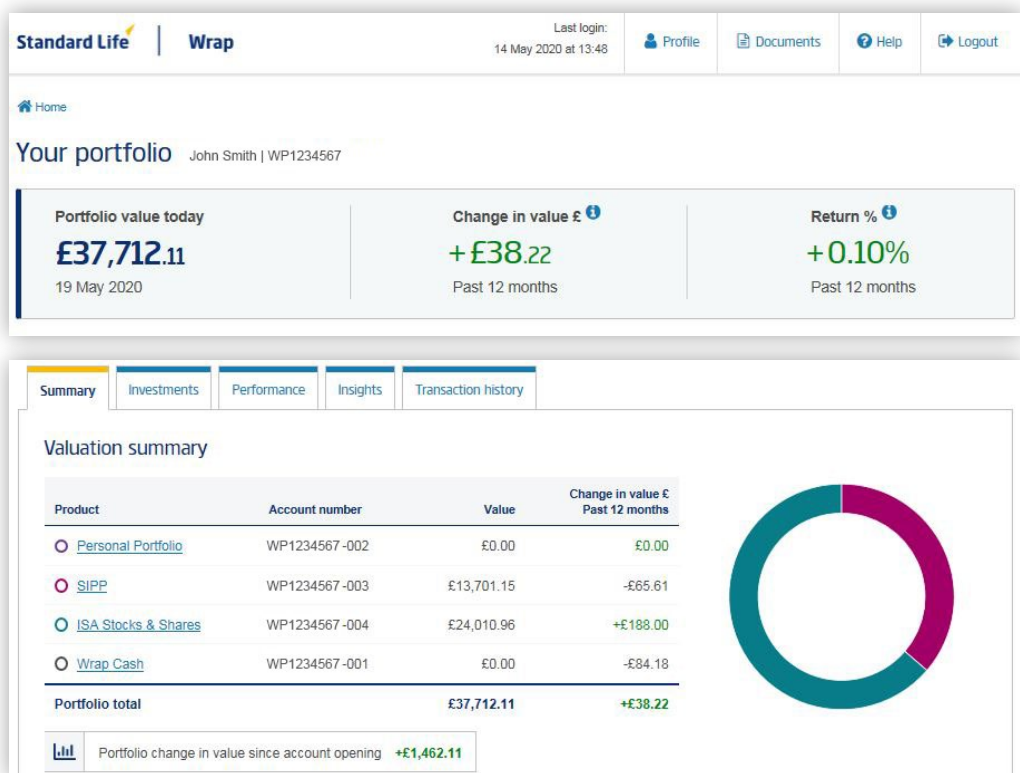 Standard Life Wrap
Last login:
14 May 2020 at 13:48
Profile
Documents
Help
Logout
Home
Your portfolio John Smith | WP1234567
Portfolio value today
£37,712.11
19 May 2020
Change in value £
+£38.22
Past 12 months
Return %
+0.10%
Past 12 months
Summary
Investments
Performance
Insights
Transaction history
Valuation summary
Product Account number Value Change in value £
Past 12 months
Personal Portfolio WP1234567-002 £0.00 £0.00
SIPP WP1234567-003 £13,701.15 -£65.61
ISA Stocks & Shares WP1234567-004 £24,010.96 +£188.00
Wrap Cash WP1234567-001 £0.00 -£84.18
Portfolio total £37,712.11 +£38.22
Portfolio change in value since account opening +£1,462.11